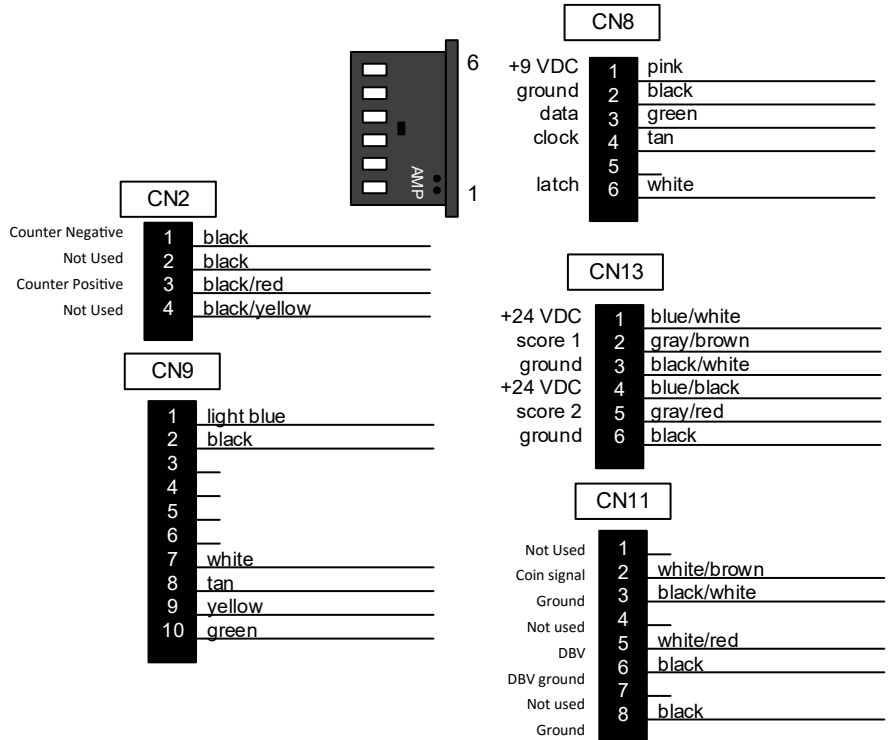 CN8
+9 VDC 1 pink
ground 2 black
data 3 green
clock 4 tan
5
latch 6 white
6
AMP
1
CN2
Counter Negative 1 black
Not Used 2 black
Counter Positive 3 black/red
Not Used 4 black/yellow
CN13
+24 VDC 1 blue/white
score 1 2 gray/brown
ground 3 black/white
+24 VDC 4 blue/black
score 2 5 gray/red
ground 6 black
CN9
1 light blue
2 black
3
4
5
6
7 white
8 tan
9 yellow
10 green
CN11
Not Used 1
Coin signal 2 white/brown
Ground 3 black/white
Not used 4
DBV 5 white/red
DBV ground 6 black
Not used 7
Ground 8 black